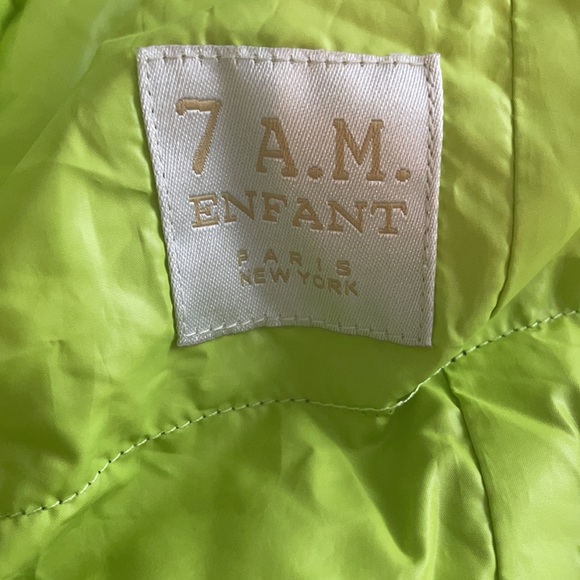 7 A.M.
ENFANT
PARIS
NEW YORK